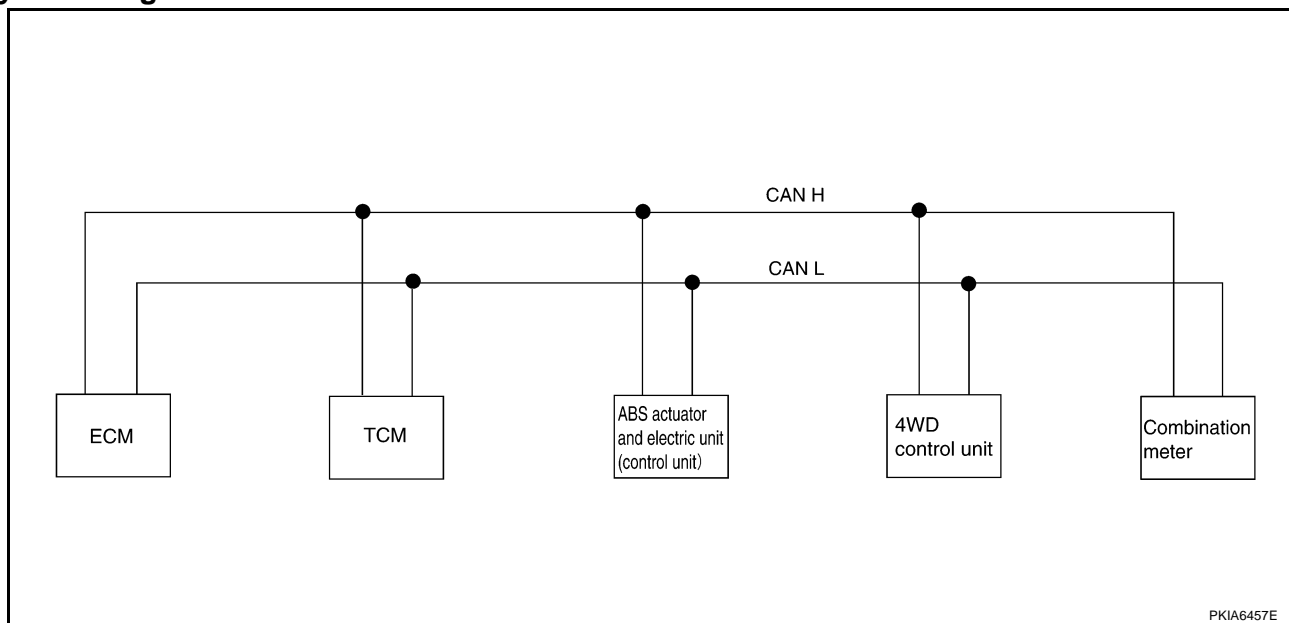 CAN H
CAN L
ECM
TCM
ABS actuator
and electric unit
(control unit)
4WD
control unit
Combination
meter
PKIA6457E